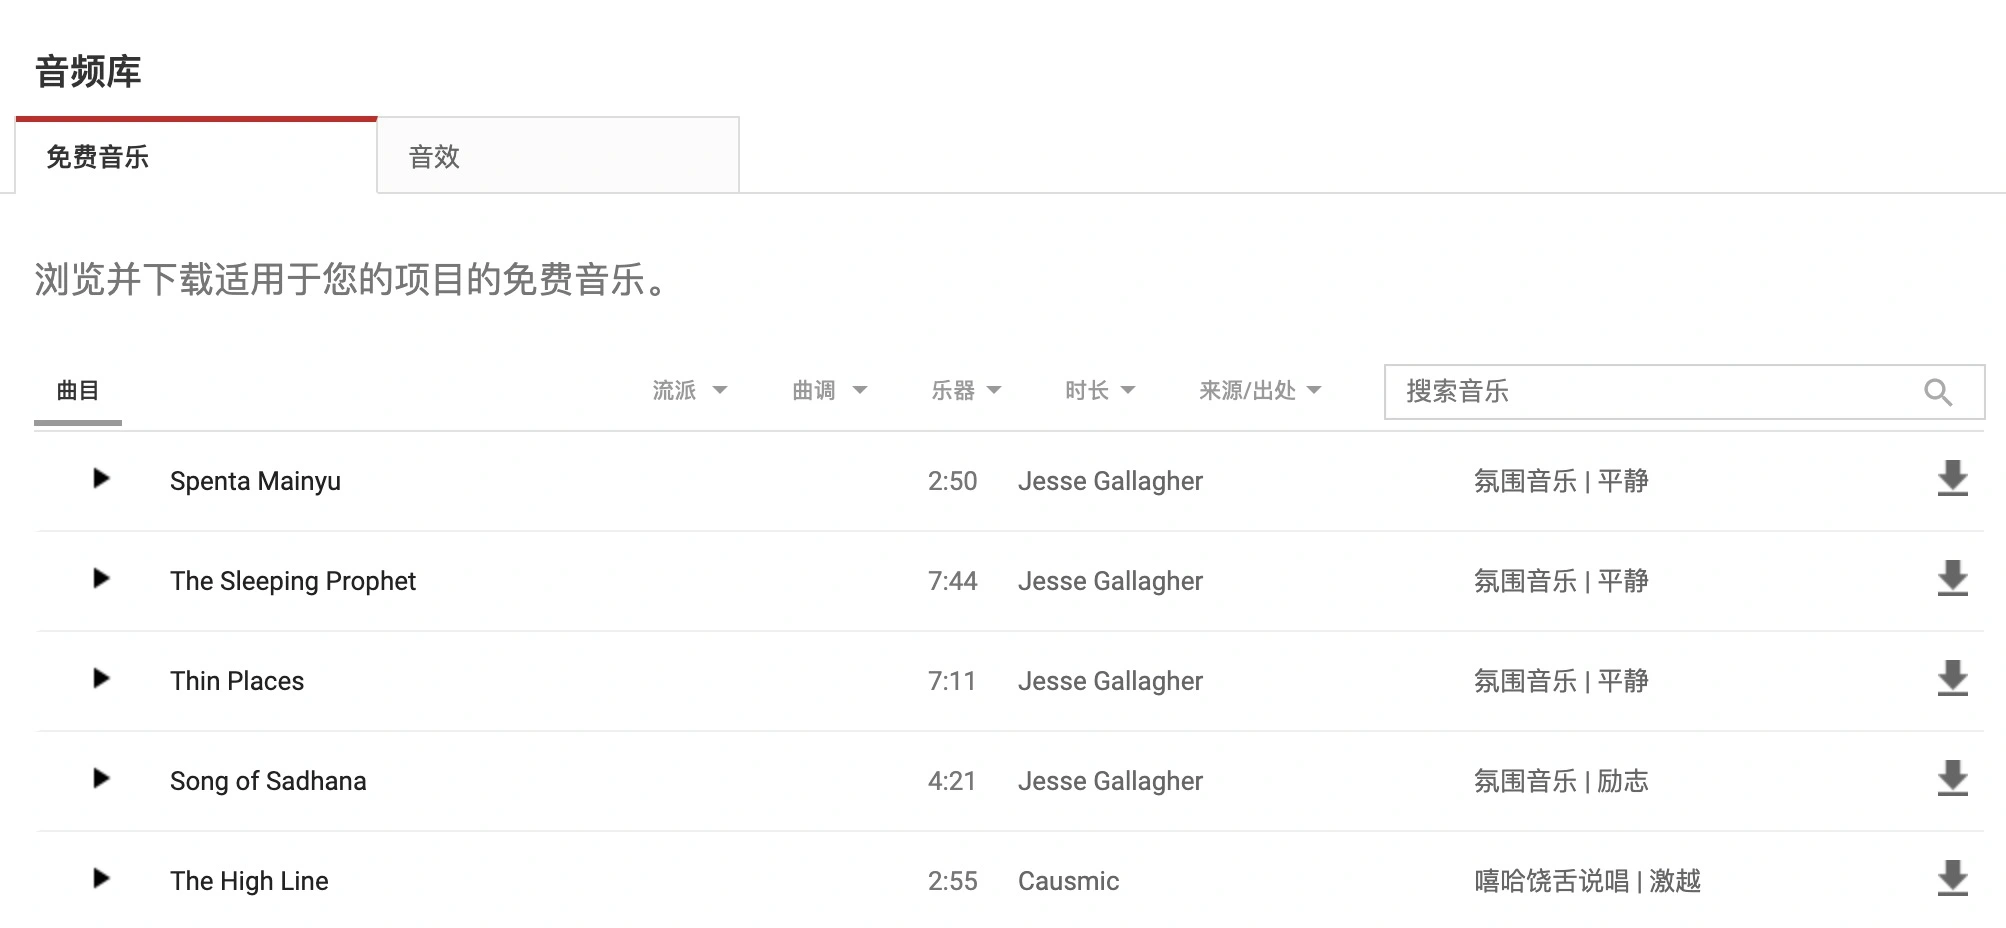 音频库
免费音乐 音效
浏览并下载适用于您的项目的免费音乐。
曲目 流派 曲调 乐器 时长 来源/出处 搜索音乐
Spenta Mainyu 2:50 Jesse Gallagher 氛围音乐 | 平静
The Sleeping Prophet 7:44 Jesse Gallagher 氛围音乐 | 平静
Thin Places 7:11 Jesse Gallagher 氛围音乐 | 平静
Song of Sadhana 4:21 Jesse Gallagher 氛围音乐 | 励志
The High Line 2:55 Causmic 嘻哈饶舌说唱 | 激越